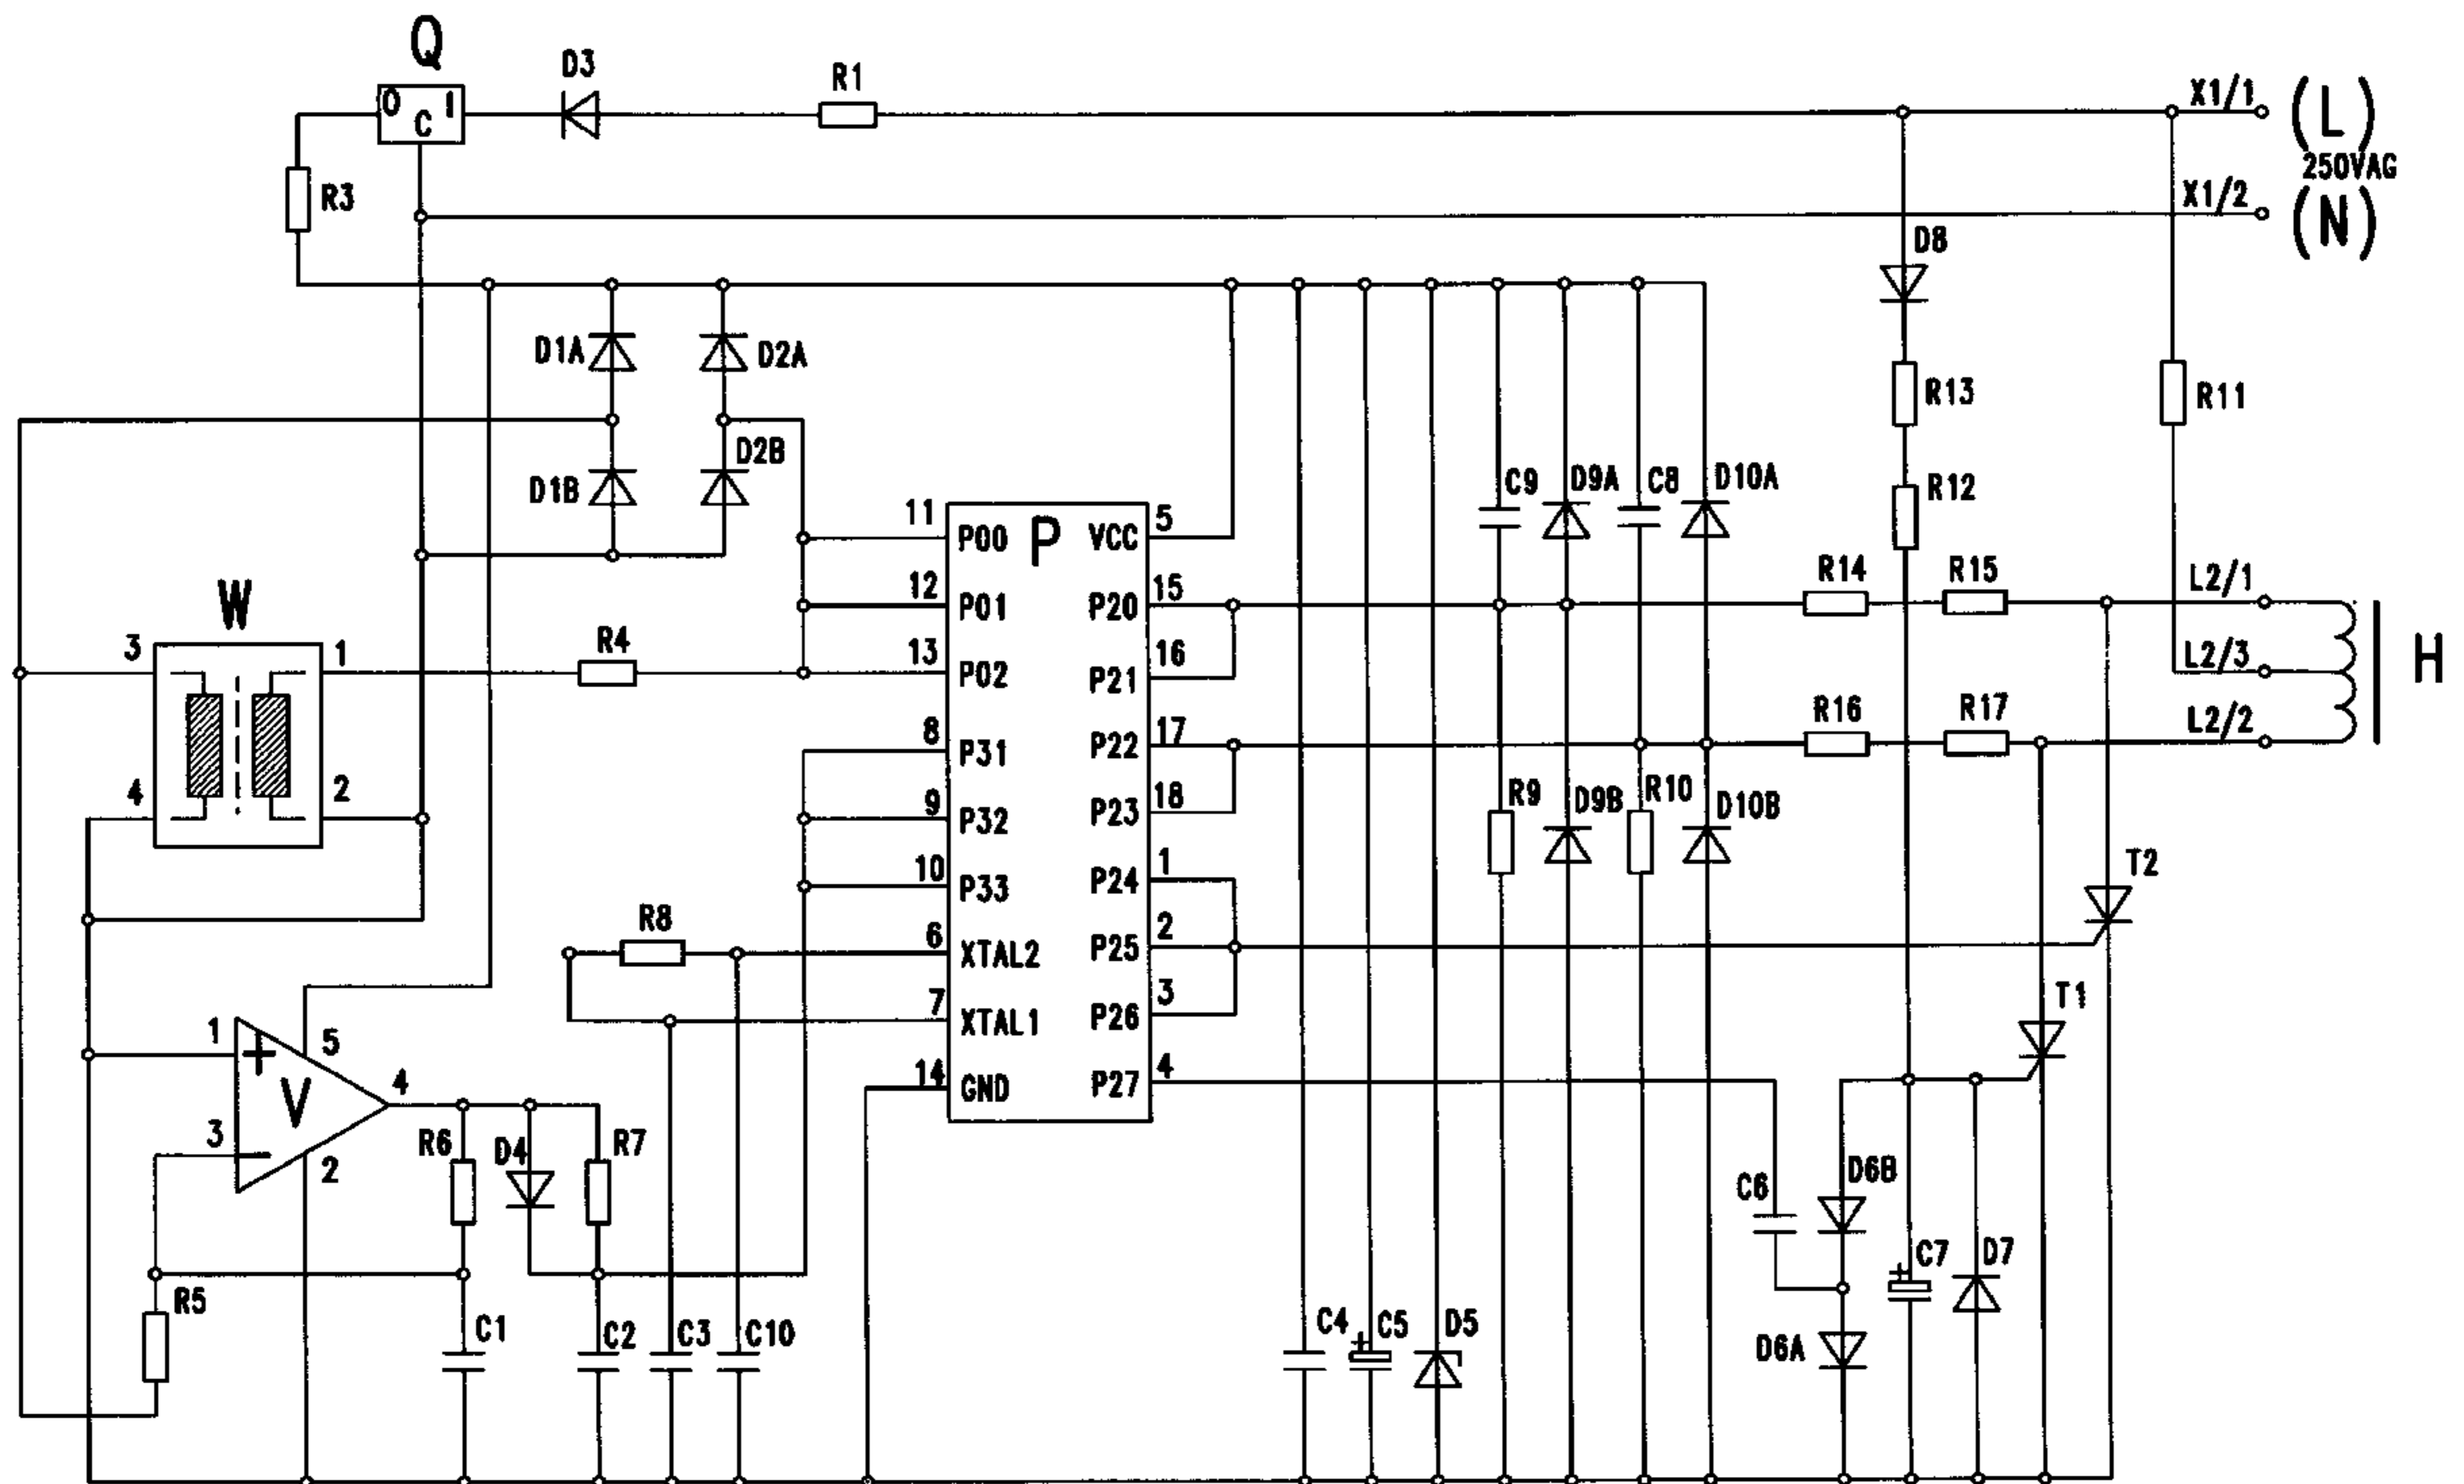 Q
D3
R1
X1/1
(L)
O
C
I
250VAG
R3
X1/2
(N)
D8
D1A
D2A
R13
R11
D2B
D1B
C9
D9A
C8
D10A
R12
11
P00
P
VCC
5
12
P01
P20
15
R14
R15
L2/1
W
3
1
R4
13
P02
P21
16
L2/3
H
8
P31
P22
17
R16
R17
L2/2
4
2
9
P32
P23
18
R9
D9B
R10
D10B
10
P33
P24
1
T2
R8
6
XTAL2
P25
2
7
XTAL1
P26
3
T1
1
+
5
V
4
14
GND
P27
4
3
−
2
R6
D4
R7
C6
D6B
C7
+
D7
R5
C1
C2
C3
C10
C4
+
C5
D5
D6A